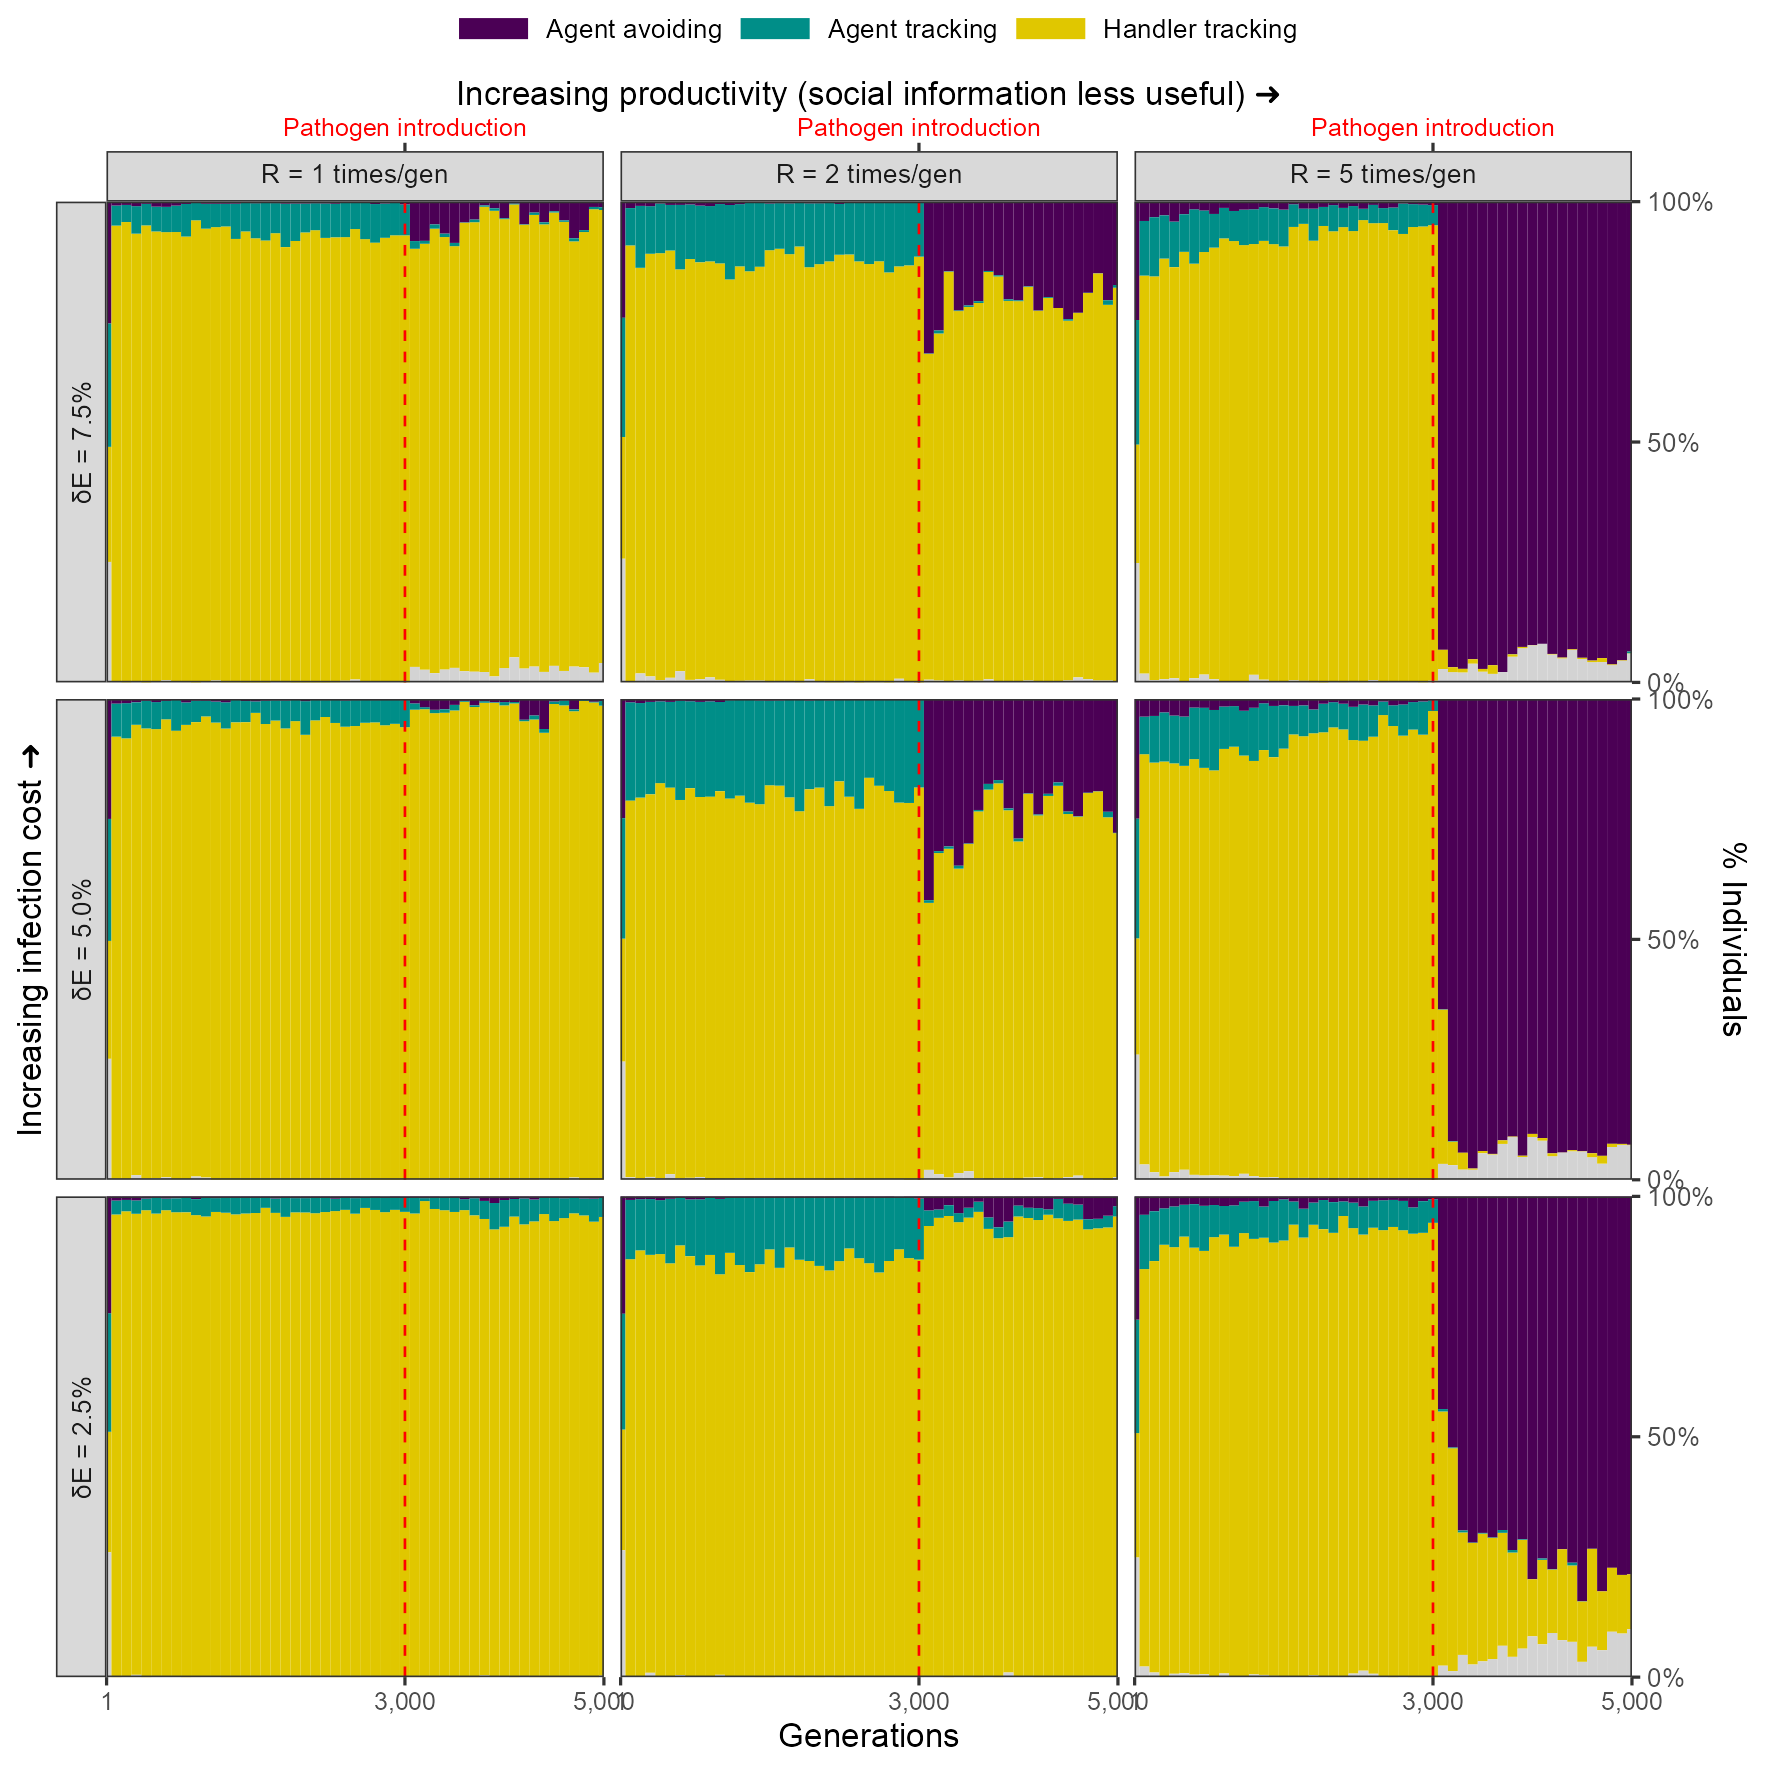 Agent avoiding Agent tracking Handler tracking
Increasing productivity (social information less useful) ➜
Pathogen introduction Pathogen introduction Pathogen introduction
R = 1 times/gen R = 2 times/gen R = 5 times/gen
δE = 7.5%
δE = 5.0%
δE = 2.5%
Increasing infection cost ➜
100%
50%
0%
100%
50%
0%
100%
50%
0%
% Individuals
1 3,000 5,000 1 3,000 5,000 1 3,000 5,000
Generations